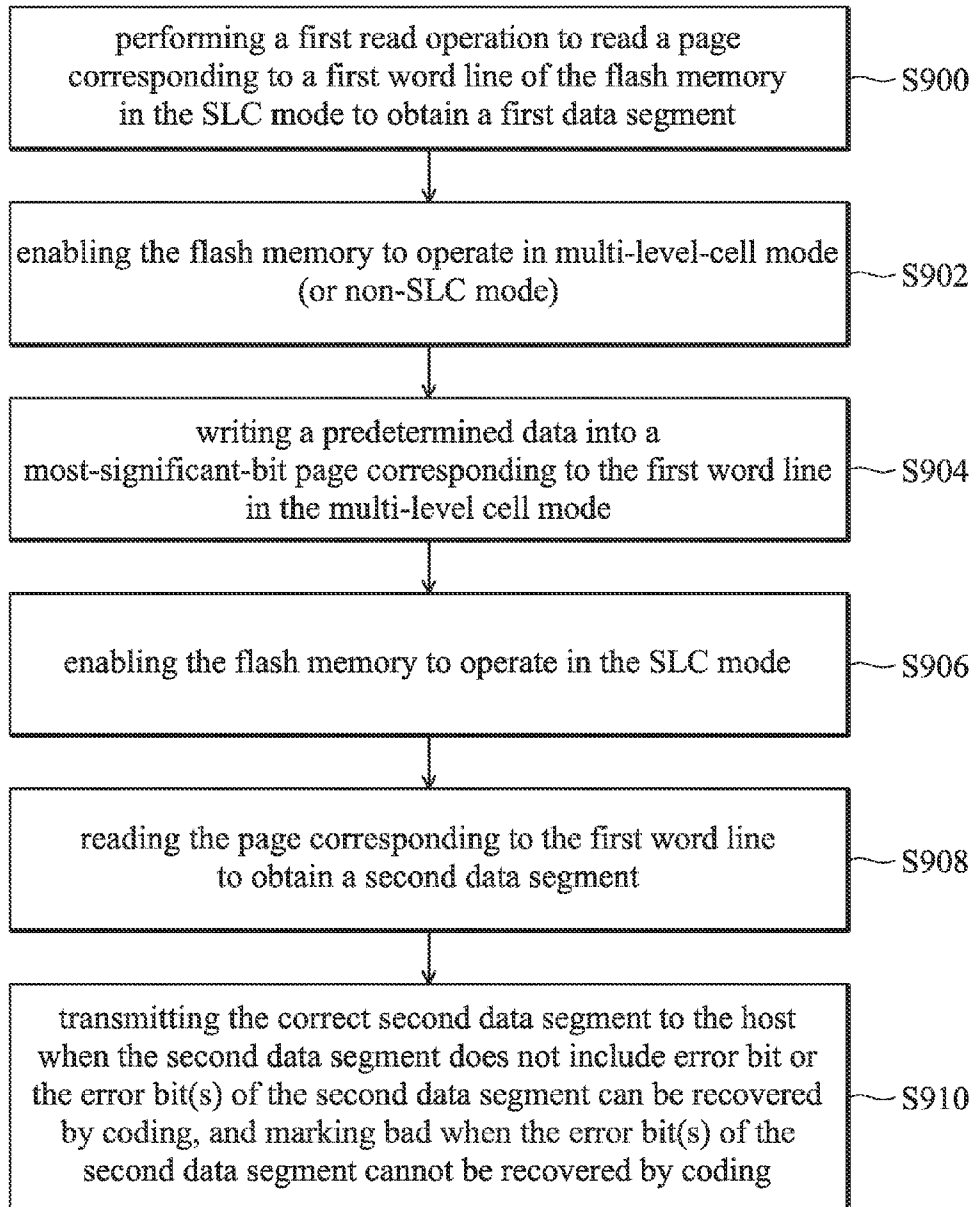 performing a first read operation to read a page
corresponding to a first word line of the flash memory
in the SLC mode to obtain a first data segment
S900
enabling the flash memory to operate in multi-level-cell mode
(or non-SLC mode)
S902
writing a predetermined data into a
most-significant-bit page corresponding to the first word line
in the multi-level cell mode
S904
enabling the flash memory to operate in the SLC mode
S906
reading the page corresponding to the first word line
to obtain a second data segment
S908
transmitting the correct second data segment to the host
when the second data segment does not include error bit or
the error bit(s) of the second data segment can be recovered
by coding, and marking bad when the error bit(s) of the
second data segment cannot be recovered by coding
S910